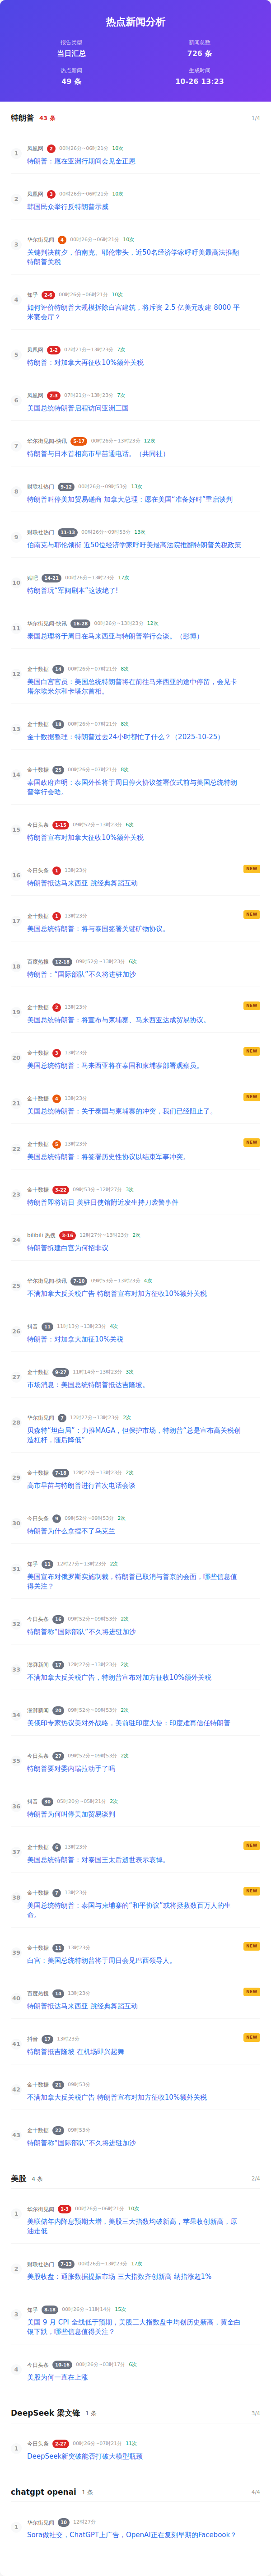 热点新闻分析
报告类型
新闻总数
当日汇总
726 条
热点新闻
生成时间
49 条
10-26 13:23
特朗普 43 条 1/4
1
凤凰网 2 00时26分~06时21分 10次
特朗普：愿在亚洲行期间会见金正恩
2
凤凰网 3 00时26分~06时21分 10次
韩国民众举行反特朗普示威
3
华尔街见闻 4 00时26分~06时21分 10次
关键判决前夕，伯南克、耶伦带头，近50名经济学家呼吁美最高法推翻
特朗普关税
4
知乎 2-6 00时26分~06时21分 10次
如何评价特朗普大规模拆除白宫建筑，将斥资 2.5 亿美元改建 8000 平
米宴会厅？
5
凤凰网 1-2 07时21分~13时23分 7次
特朗普：对加拿大再征收10%额外关税
6
凤凰网 2-3 07时21分~13时23分 7次
美国总统特朗普启程访问亚洲三国
7
华尔街见闻-快讯 5-17 00时26分~13时23分 12次
特朗普与日本首相高市早苗通电话。（共同社）
8
财联社热门 9-12 00时26分~09时53分 13次
特朗普叫停美加贸易磋商 加拿大总理：愿在美国“准备好时”重启谈判
9
财联社热门 11-13 00时26分~09时53分 13次
伯南克与耶伦领衔 近50位经济学家呼吁美最高法院推翻特朗普关税政策
10
贴吧 14-21 00时26分~13时23分 17次
特朗普玩“军阀剧本”这波绝了!
11
华尔街见闻-快讯 16-28 00时26分~13时23分 12次
泰国总理将于周日在马来西亚与特朗普举行会谈。（彭博）
12
金十数据 14 00时26分~07时21分 8次
美国白宫官员：美国总统特朗普将在前往马来西亚的途中停留，会见卡
塔尔埃米尔和卡塔尔首相。
13
金十数据 18 00时26分~07时21分 8次
金十数据整理：特朗普过去24小时都忙了什么？（2025-10-25）
14
金十数据 25 00时26分~07时21分 8次
泰国政府声明：泰国外长将于周日停火协议签署仪式前与美国总统特朗
普举行会晤。
15
今日头条 1-15 09时52分~13时23分 6次
特朗普宣布对加拿大征收10%额外关税
16
今日头条 1 13时23分 NEW
特朗普抵达马来西亚 跳经典舞蹈互动
17
金十数据 1 13时23分 NEW
美国总统特朗普：将与泰国签署关键矿物协议。
18
百度热搜 12-18 09时52分~13时23分 6次
特朗普：“国际部队”不久将进驻加沙
19
金十数据 2 13时23分 NEW
美国总统特朗普：将宣布与柬埔寨、马来西亚达成贸易协议。
20
金十数据 3 13时23分 NEW
美国总统特朗普：马来西亚将在泰国和柬埔寨部署观察员。
21
金十数据 4 13时23分 NEW
美国总统特朗普：关于泰国与柬埔寨的冲突，我们已经阻止了。
22
金十数据 5 13时23分 NEW
美国总统特朗普：将签署历史性协议以结束军事冲突。
23
金十数据 3-22 09时53分~12时27分 3次
特朗普即将访日 美驻日使馆附近发生持刀袭警事件
24
bilibili 热搜 3-16 12时27分~13时23分 2次
特朗普拆建白宫为何招非议
25
华尔街见闻-快讯 7-10 09时53分~13时23分 4次
不满加拿大反关税广告 特朗普宣布对加方征收10%额外关税
26
抖音 11 11时13分~13时23分 4次
特朗普：对加拿大加征10%关税
27
金十数据 9-27 11时14分~13时23分 3次
市场消息：美国总统特朗普抵达吉隆坡。
28
华尔街见闻 7 12时27分~13时23分 2次
贝森特“坦白局”：力推MAGA，但保护市场，特朗普“总是宣布高关税创
造杠杆，随后降低”
29
金十数据 7-18 12时27分~13时23分 2次
高市早苗与特朗普进行首次电话会谈
30
今日头条 9 09时52分~09时53分 2次
特朗普为什么拿捏不了乌克兰
31
知乎 11 12时27分~13时23分 2次
美国宣布对俄罗斯实施制裁，特朗普已取消与普京的会面，哪些信息值
得关注？
32
今日头条 16 09时52分~09时53分 2次
特朗普称“国际部队”不久将进驻加沙
33
澎湃新闻 17 12时27分~13时23分 2次
不满加拿大反关税广告，特朗普宣布对加方征收10%额外关税
34
澎湃新闻 20 09时52分~09时53分 2次
美俄印专家热议美对外战略，美前驻印度大使：印度难再信任特朗普
35
今日头条 27 09时52分~09时53分 2次
特朗普要对委内瑞拉动手了吗
36
抖音 30 05时20分~05时21分 2次
特朗普为何叫停美加贸易谈判
37
金十数据 6 13时23分 NEW
美国总统特朗普：对泰国王太后逝世表示哀悼。
38
金十数据 7 13时23分 NEW
美国总统特朗普：泰国与柬埔寨的“和平协议”或将拯救数百万人的生
命。
39
金十数据 11 13时23分 NEW
白宫：美国总统特朗普将于周日会见巴西领导人。
40
百度热搜 14 13时23分 NEW
特朗普抵达马来西亚 跳经典舞蹈互动
41
抖音 17 13时23分 NEW
特朗普抵吉隆坡 在机场即兴起舞
42
金十数据 21 09时53分
不满加拿大反关税广告 特朗普宣布对加方征收10%额外关税
43
金十数据 22 09时53分
特朗普称“国际部队”不久将进驻加沙
美股 4 条 2/4
1
华尔街见闻 1-3 00时26分~06时21分 10次
美联储年内降息预期大增，美股三大指数均破新高，苹果收创新高，原
油走低
2
财联社热门 7-13 00时26分~13时23分 17次
美股收盘：通胀数据提振市场 三大指数齐创新高 纳指涨超1%
3
知乎 8-18 00时26分~11时14分 15次
美国 9 月 CPI 全线低于预期，美股三大指数盘中均创历史新高，黄金白
银下跌，哪些信息值得关注？
4
今日头条 10-16 00时26分~03时17分 6次
美股为何一直在上涨
DeepSeek 梁文锋 1 条 3/4
1
今日头条 2-27 00时26分~07时21分 11次
DeepSeek新突破能否打破大模型瓶颈
chatgpt openai 1 条 4/4
1
华尔街见闻 10 12时27分
Sora做社交，ChatGPT上广告，OpenAI正在复刻早期的Facebook？